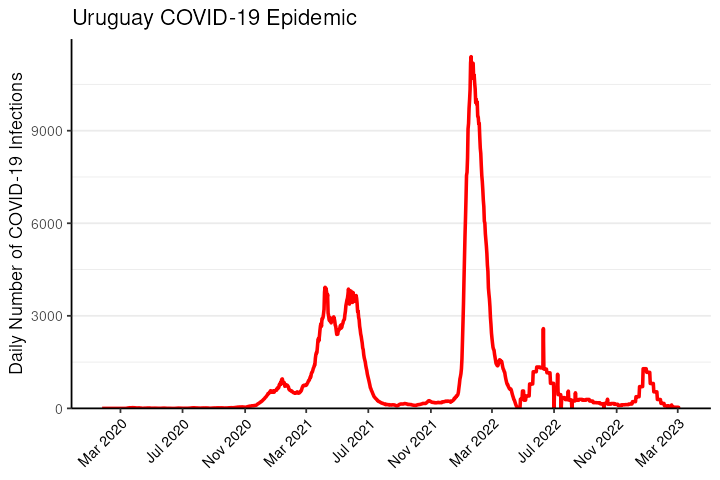 Uruguay COVID-19 Epidemic
Daily Number of COVID-19 Infections
9000
6000
3000
0
Mar 2020
Jul 2020
Nov 2020
Mar 2021
Jul 2021
Nov 2021
Mar 2022
Jul 2022
Nov 2022
Mar 2023